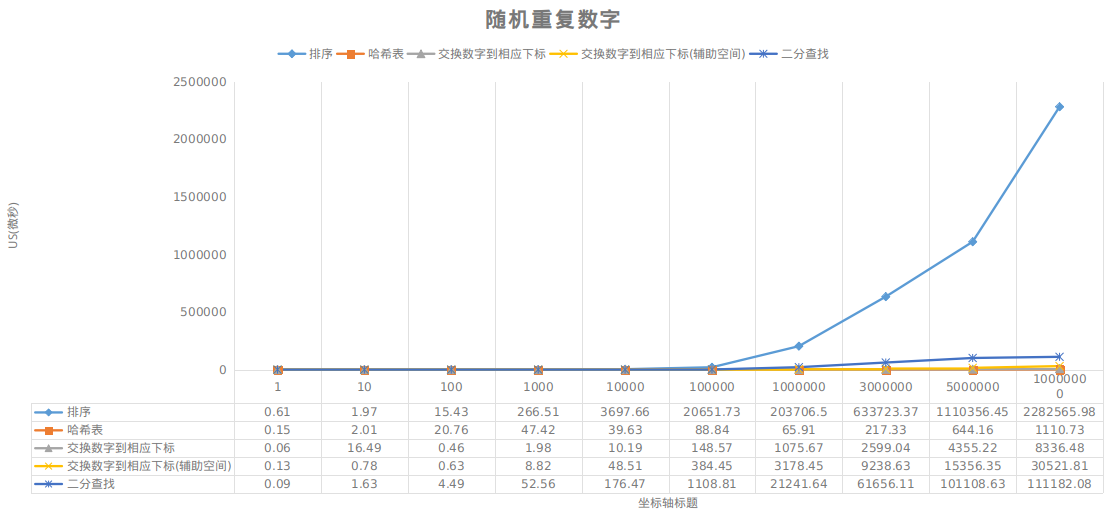 随机重复数字
排序 哈希表 交换数字到相应下标 交换数字到相应下标(辅助空间) 二分查找
2500000
2000000
1500000
1000000
500000
0
US(微秒)
1 10 100 1000 10000 100000 1000000 3000000 5000000 1000000
0
排序 0.61 1.97 15.43 266.51 3697.66 20651.73 203706.5 633723.37 1110356.45 2282565.98
哈希表 0.15 2.01 20.76 47.42 39.63 88.84 65.91 217.33 644.16 1110.73
交换数字到相应下标 0.06 16.49 0.46 1.98 10.19 148.57 1075.67 2599.04 4355.22 8336.48
交换数字到相应下标(辅助空间) 0.13 0.78 0.63 8.82 48.51 384.45 3178.45 9238.63 15356.35 30521.81
二分查找 0.09 1.63 4.49 52.56 176.47 1108.81 21241.64 61656.11 101108.63 111182.08
坐标轴标题